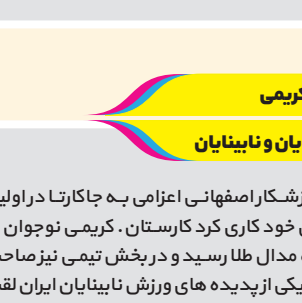 کریمی
یان و نابینایان
زشکار اصفهانی اعزامی به جاکارتا در اولی
خود کاری کرد کارستان. کریمی نوجوان
مدال طلا رسید و در بخش تیمی نیز صاحب
یکی از پدیده های ورزش نابینایان ایران لقب